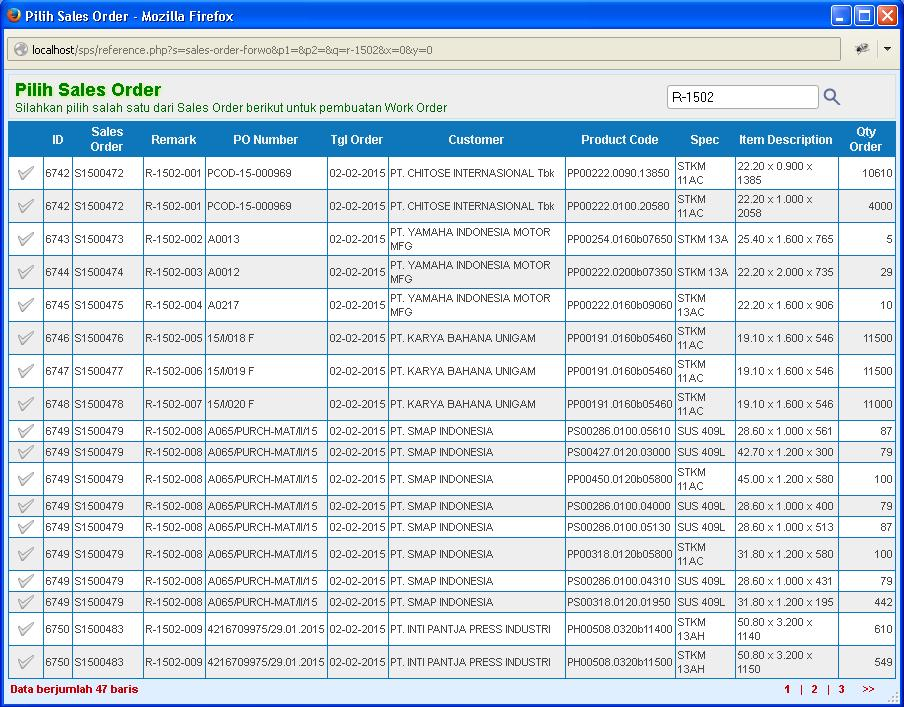 Pilih Sales Order - Mozilla Firefox
localhost/sps/reference.php?s=sales-order-forwo&p1=&p2=&q=r-1502&x=0&y=0
Pilih Sales Order
Silahkan pilih salah satu dari Sales Order berikut untuk pembuatan Work Order
R-1502
ID Sales Order Remark PO Number Tgl Order Customer Product Code Spec Item Description Qty Order
6742 S1500472 R-1502-001 PCOD-15-000969 02-02-2015 PT. CHITOSE INTERNASIONAL Tbk PP00222.0090.13850 STKM 11AC 22.20 x 0.900 x 1385 10610
6742 S1500472 R-1502-001 PCOD-15-000969 02-02-2015 PT. CHITOSE INTERNASIONAL Tbk PP00222.0100.20580 STKM 11AC 22.20 x 1.000 x 2058 4000
6743 S1500473 R-1502-002 A0013 02-02-2015 PT. YAMAHA INDONESIA MOTOR MFG PP00254.0160b07650 STKM 13A 25.40 x 1.600 x 765 5
6744 S1500474 R-1502-003 A0012 02-02-2015 PT. YAMAHA INDONESIA MOTOR MFG PP00222.0200b07350 STKM 13A 22.20 x 2.000 x 735 29
6745 S1500475 R-1502-004 A0217 02-02-2015 PT. YAMAHA INDONESIA MOTOR MFG PP00222.0160b09060 STKM 13AC 22.20 x 1.600 x 906 10
6746 S1500476 R-1502-005 15/I/018 F 02-02-2015 PT. KARYA BAHANA UNIGAM PP00191.0160b05460 STKM 11AC 19.10 x 1.600 x 546 11500
6747 S1500477 R-1502-006 15/I/019 F 02-02-2015 PT. KARYA BAHANA UNIGAM PP00191.0160b05460 STKM 11AC 19.10 x 1.600 x 546 11500
6748 S1500478 R-1502-007 15/I/020 F 02-02-2015 PT. KARYA BAHANA UNIGAM PP00191.0160b05460 STKM 11AC 19.10 x 1.600 x 546 11000
6749 S1500479 R-1502-008 A065/PURCH-MAT/II/15 02-02-2015 PT. SMAP INDONESIA PS00286.0100.05610 SUS 409L 28.60 x 1.000 x 561 87
6749 S1500479 R-1502-008 A065/PURCH-MAT/II/15 02-02-2015 PT. SMAP INDONESIA PS00427.0120.03000 SUS 409L 42.70 x 1.200 x 300 79
6749 S1500479 R-1502-008 A065/PURCH-MAT/II/15 02-02-2015 PT. SMAP INDONESIA PP00450.0120b05800 STKM 11AC 45.00 x 1.200 x 580 100
6749 S1500479 R-1502-008 A065/PURCH-MAT/II/15 02-02-2015 PT. SMAP INDONESIA PS00286.0100.04000 SUS 409L 28.60 x 1.000 x 400 79
6749 S1500479 R-1502-008 A065/PURCH-MAT/II/15 02-02-2015 PT. SMAP INDONESIA PS00286.0100.05130 SUS 409L 28.60 x 1.000 x 513 87
6749 S1500479 R-1502-008 A065/PURCH-MAT/II/15 02-02-2015 PT. SMAP INDONESIA PP00318.0120b05800 STKM 11AC 31.80 x 1.200 x 580 100
6749 S1500479 R-1502-008 A065/PURCH-MAT/II/15 02-02-2015 PT. SMAP INDONESIA PS00286.0100.04310 SUS 409L 28.60 x 1.000 x 431 79
6749 S1500479 R-1502-008 A065/PURCH-MAT/II/15 02-02-2015 PT. SMAP INDONESIA PS00318.0120.01950 SUS 409L 31.80 x 1.200 x 195 442
6750 S1500483 R-1502-009 4216709975/29.01.2015 02-02-2015 PT. INTI PANTJA PRESS INDUSTRI PH00508.0320b11400 STKM 13AH 50.80 x 3.200 x 1140 610
6750 S1500483 R-1502-009 4216709975/29.01.2015 02-02-2015 PT. INTI PANTJA PRESS INDUSTRI PH00508.0320b11500 STKM 13AH 50.80 x 3.200 x 1150 549
Data berjumlah 47 baris 1 | 2 | 3 >>